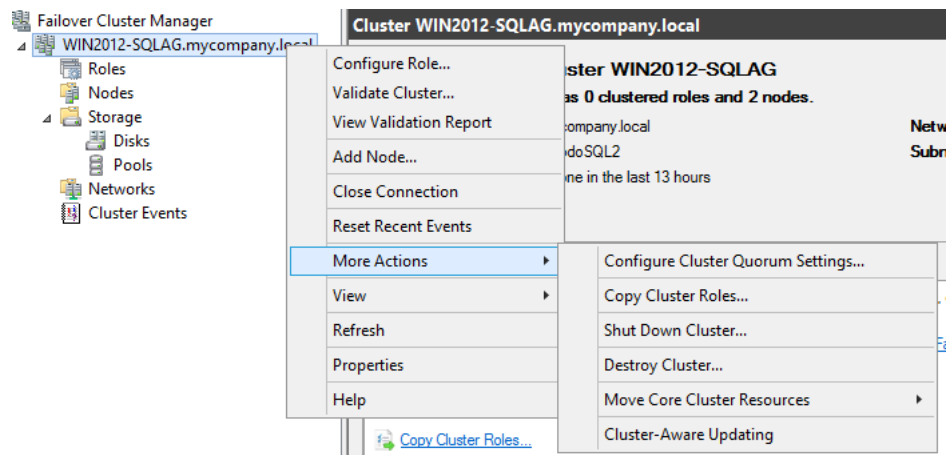 Failover Cluster Manager
WIN2012-SQLAG.mycompany.local
Roles
Nodes
Storage
Disks
Pools
Networks
Cluster Events
Cluster WIN2012-SQLAG.mycompany.local
WIN2012-SQLAG
as 0 clustered roles and 2 nodes.
.local
Netw
doSQL2
Subn
in the last 13 hours
Configure Role...
Validate Cluster...
View Validation Report
Add Node...
Close Connection
Reset Recent Events
More Actions
View
Refresh
Properties
Help
Configure Cluster Quorum Settings...
Copy Cluster Roles...
Shut Down Cluster...
Destroy Cluster...
Move Core Cluster Resources
Cluster-Aware Updating
Copy Cluster Roles...